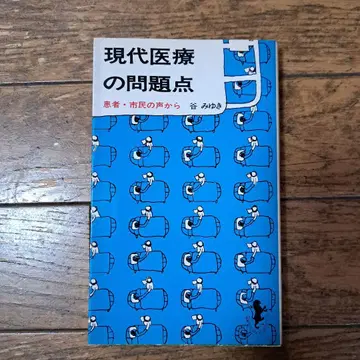 現代医療
の問題点
患者・市民の声から 谷 みゆき